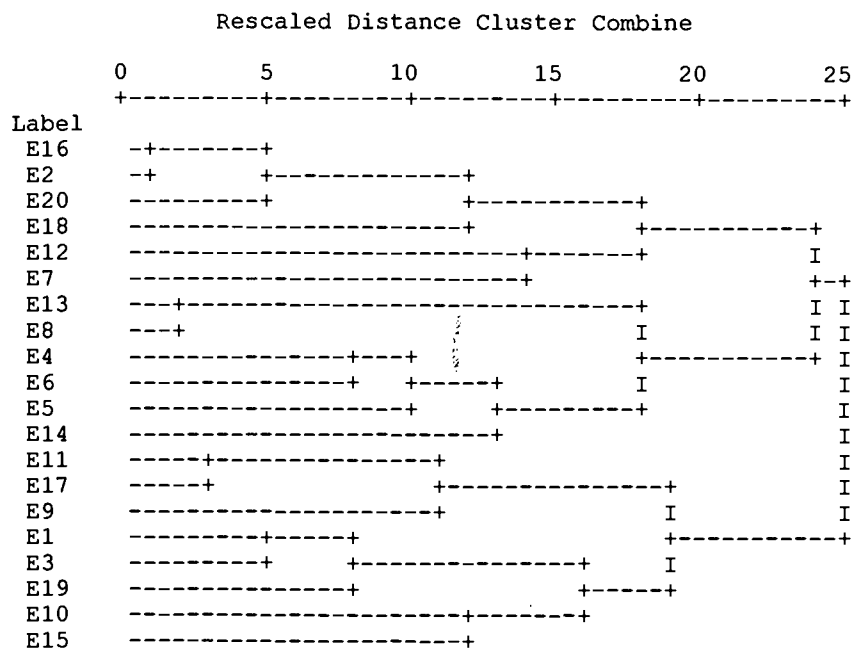 Rescaled Distance Cluster Combine
0 5 10 15 20 25
+---------+---------+---------+---------+---------+
Label
E16 -+-------+
E2 -+ +-------------+
E20 ---------+ +-----------+
E18 -----------------------+ +-----------+
E12 ---------------------------+-------+ I
E7 ---------------------------+ +-+
E13 ---+-------------------------------+ I I
E8 ---+ I I I
E4 ---------------+---+ +-----------+ I
E6 ---------------+ +-----+ I I
E5 -------------------+ +---------+ I
E14 -------------------------+ I
E11 -----+---------------+ I
E17 -----+ +---------------+ I
E9 ---------------------+ I I
E1 ---------+-----+ +-----------+
E3 ---------+ +---------------+ I
E19 ---------------+ +-----+
E10 -----------------------+-------+
E15 -----------------------+